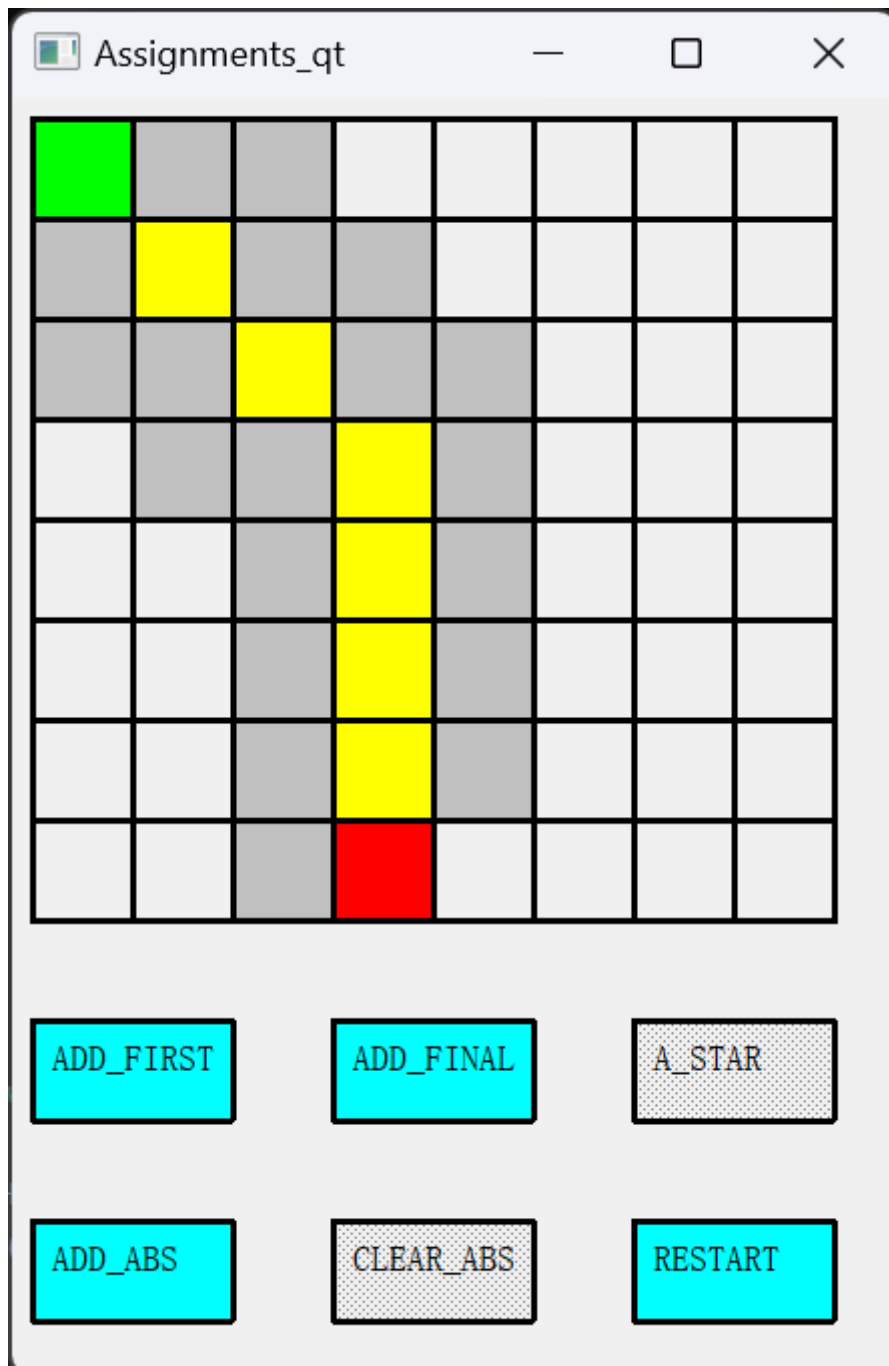 Assignments_qt
ADD_FIRST
ADD_FINAL
A_STAR
ADD_ABS
CLEAR_ABS
RESTART